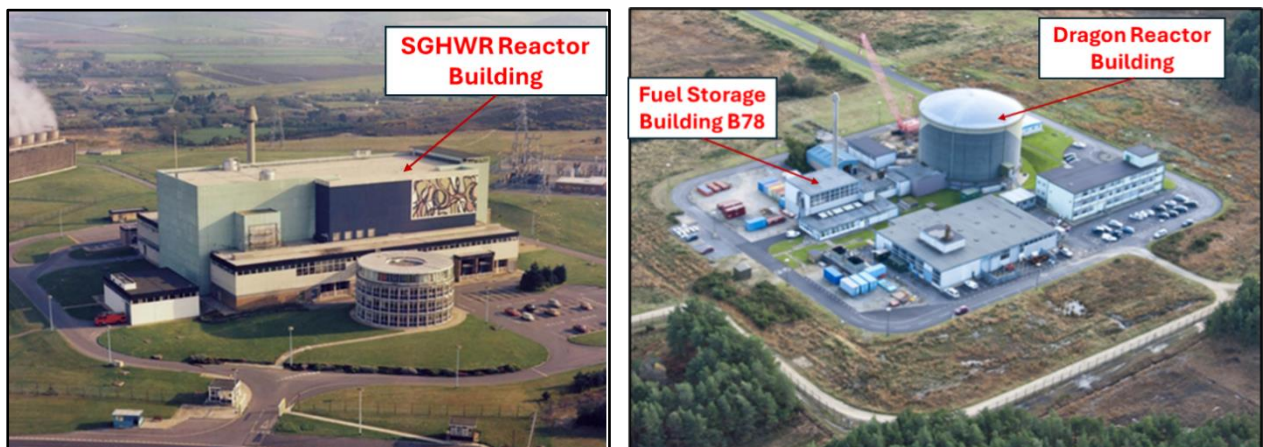 SGHWR Reactor
Building
Fuel Storage
Building B78
Dragon Reactor
Building